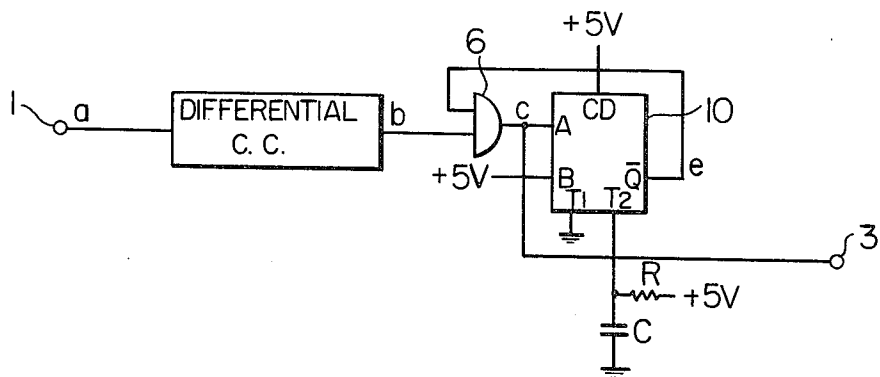 +5V
6
1
a
DIFFERENTIAL
C. C.
b
c
A
CD
10
+5V
B
Q̄
e
T1
T2
3
R
+5V
C